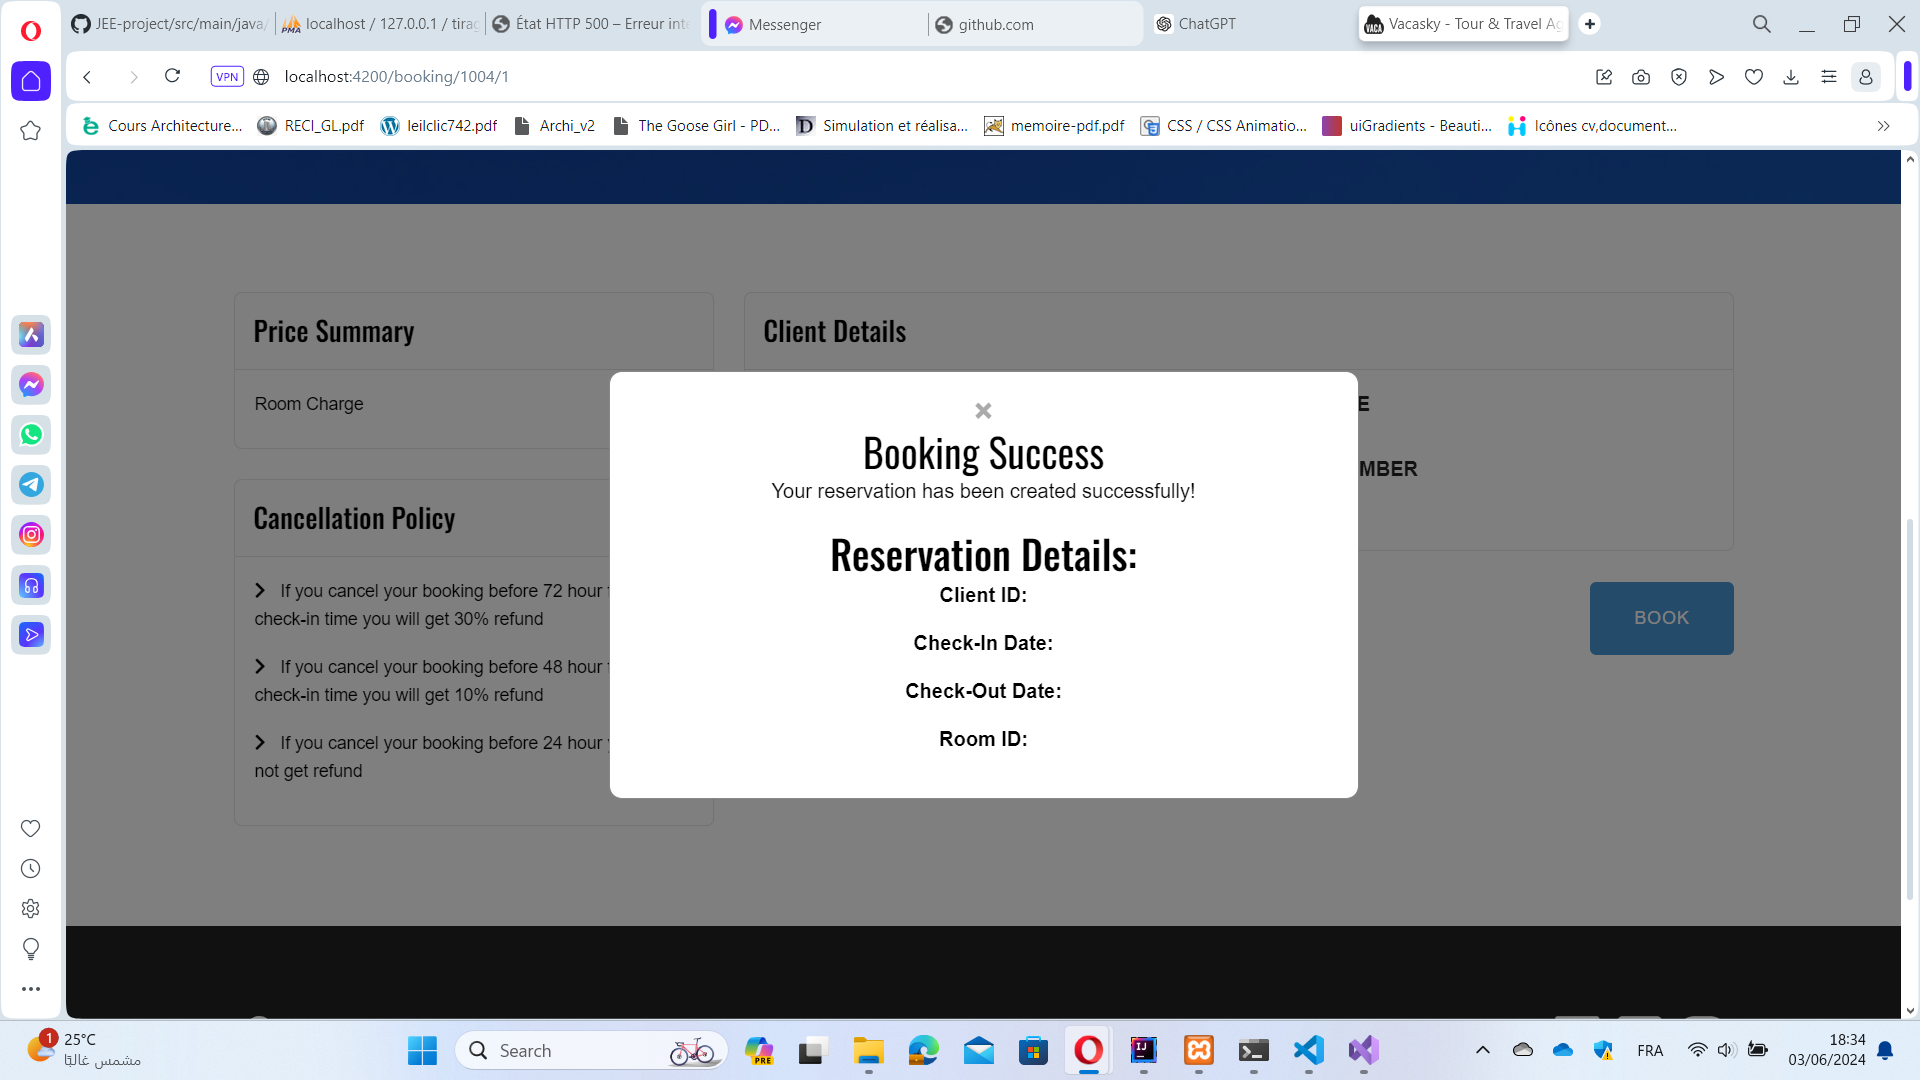 JEE-project/src/main/java/
localhost / 127.0.0.1 / tirag
État HTTP 500 – Erreur inte
Messenger
github.com
ChatGPT
Vacasky - Tour & Travel Ag
VPN
localhost:4200/booking/1004/1
Cours Architecture...
RECI_GL.pdf
leilclic742.pdf
Archi_v2
The Goose Girl - PD...
Simulation et réalisa...
memoire-pdf.pdf
CSS / CSS Animatio...
uiGradients - Beauti...
Icônes cv,document...
Price Summary
Room Charge
Cancellation Policy
If you cancel your booking before 72 hour
check-in time you will get 30% refund
If you cancel your booking before 48 hour
check-in time you will get 10% refund
If you cancel your booking before 24 hour
not get refund
Client Details
E
MBER
BOOK
×
Booking Success
Your reservation has been created successfully!
Reservation Details:
Client ID:
Check-In Date:
Check-Out Date:
Room ID:
1
25°C
مشمس غالبًا
Search
PRE
FRA
18:34
03/06/2024